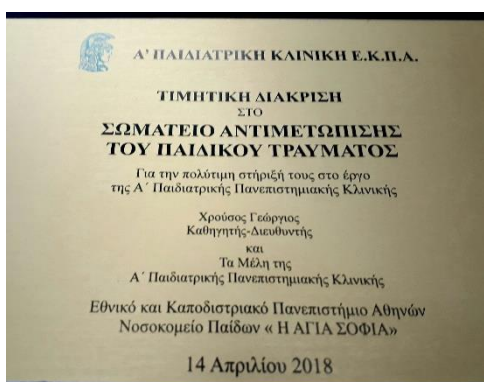 Α' ΠΑΙΔΙΑΤΡΙΚΗ ΚΛΙΝΙΚΗ Ε.Κ.Π.Α.
ΤΙΜΗΤΙΚΗ ΔΙΑΚΡΙΣΗ
ΣΤΟ
ΣΩΜΑΤΕΙΟ ΑΝΤΙΜΕΤΩΠΙΣΗΣ
ΤΟΥ ΠΑΙΔΙΚΟΥ ΤΡΑΥΜΑΤΟΣ
Για την πολύτιμη στήριξή τους στο έργο
της Α΄ Παιδιατρικής Πανεπιστημιακής Κλινικής
Χρούσος Γεώργιος
Καθηγητής-Διευθυντής
και
Τα Μέλη της
Α΄ Παιδιατρικής Πανεπιστημιακής Κλινικής
Εθνικό και Καποδιστριακό Πανεπιστήμιο Αθηνών
Νοσοκομείο Παίδων « Η ΑΓΙΑ ΣΟΦΙΑ»
14 Απριλίου 2018